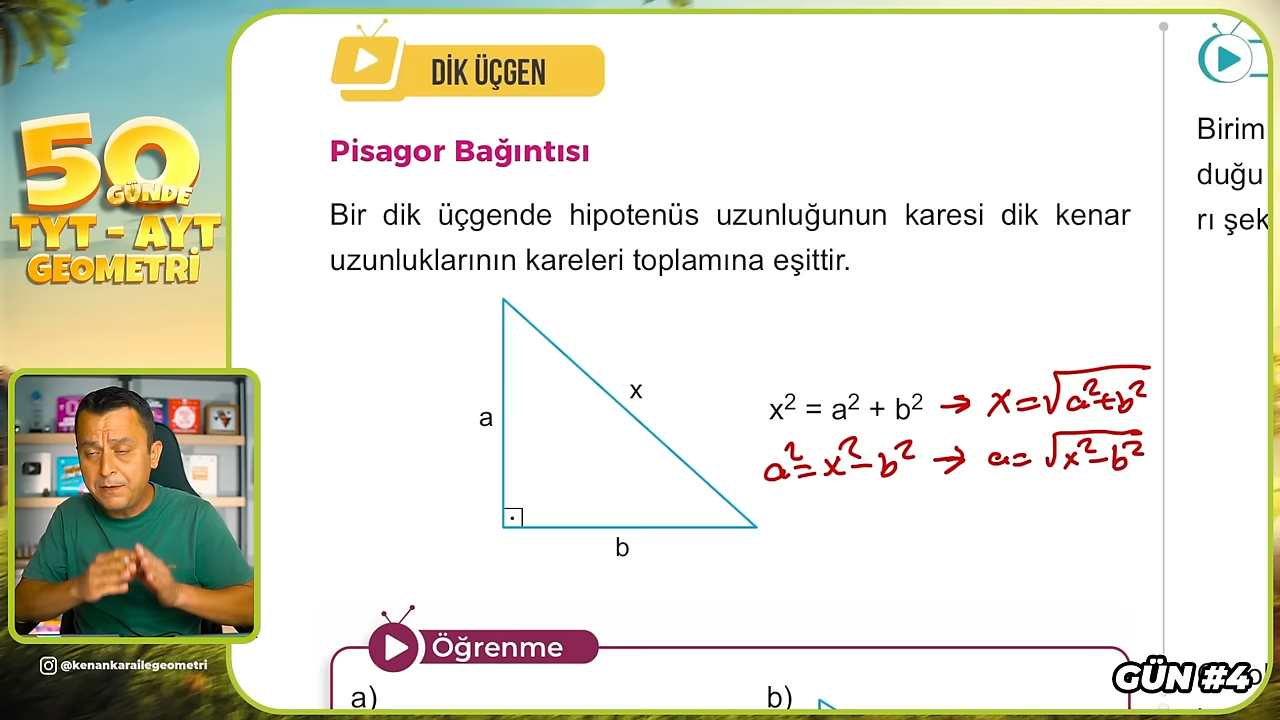 50
GÜNDE
TYT - AYT
GEOMETRİ
DİK ÜÇGEN
Pisagor Bağıntısı
Bir dik üçgende hipotenüs uzunluğunun karesi dik kenar
uzunluklarının kareleri toplamına eşittir.
a
x
b
x² = a² + b² → x = √a²+b²
a² = x² - b² → a = √x² - b²
Öğrenme
a)
b)
Birim
duğu
rı şek
@kenankarailegeometri
GÜN #4